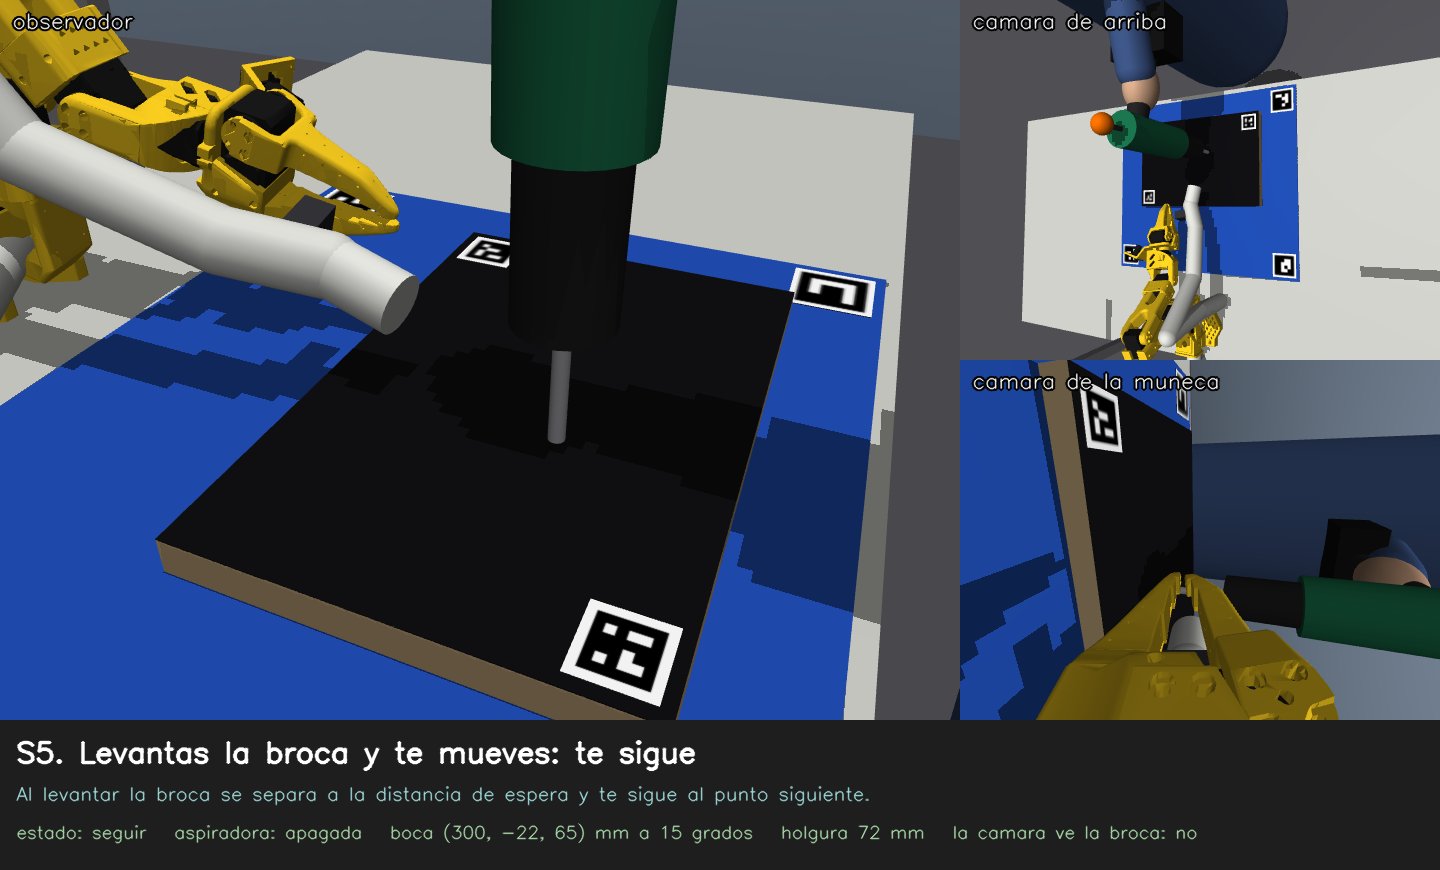 observador
camara de arriba
camara de la muneca
S5. Levantas la broca y te mueves: te sigue
Al levantar la broca se separa a la distancia de espera y te sigue al punto siguiente.
estado: seguir aspiradora: apagada boca (300, −22, 65) mm a 15 grados holgura 72 mm la camara ve la broca: no